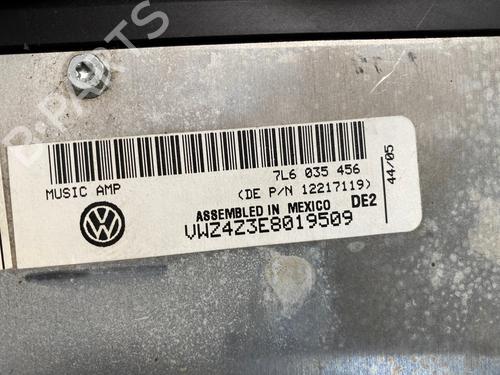 B-PARTS
7L6 035 456
MUSIC AMP
(DE P/N 12217119)
44/05
ASSEMBLED IN MEXICO DE2
VWZ4Z3E8019509